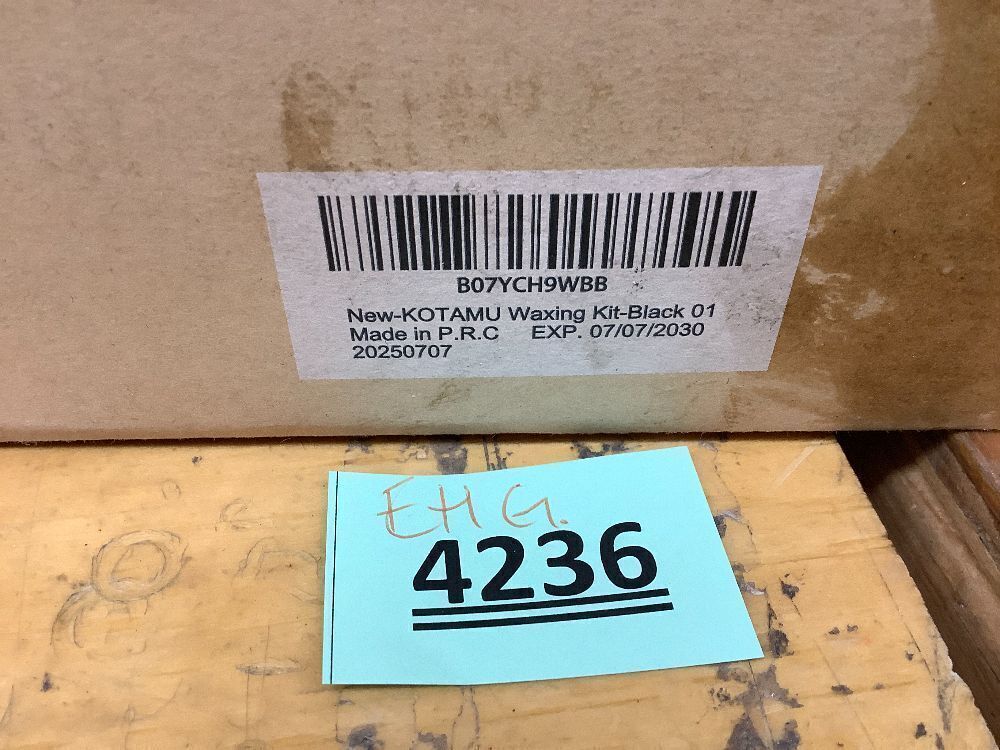 B07YCH9WBB
New-KOTAMU Waxing Kit-Black 01
Made in P.R.C EXP. 07/07/2030
20250707
EHG.
4236